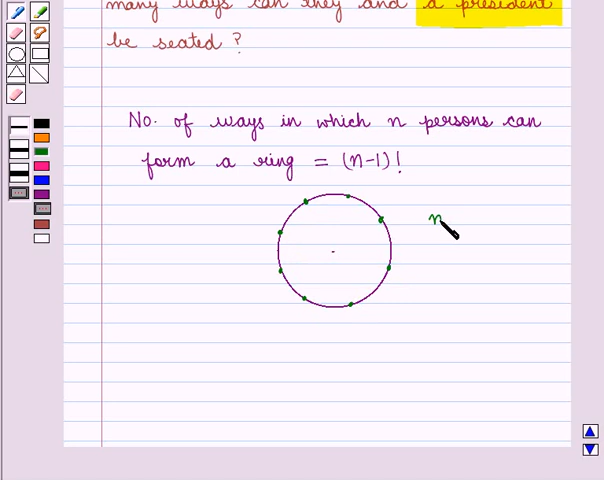 many ways can they and a president
be seated ?
No. of ways in which n persons can
form a ring = (n-1)!
n